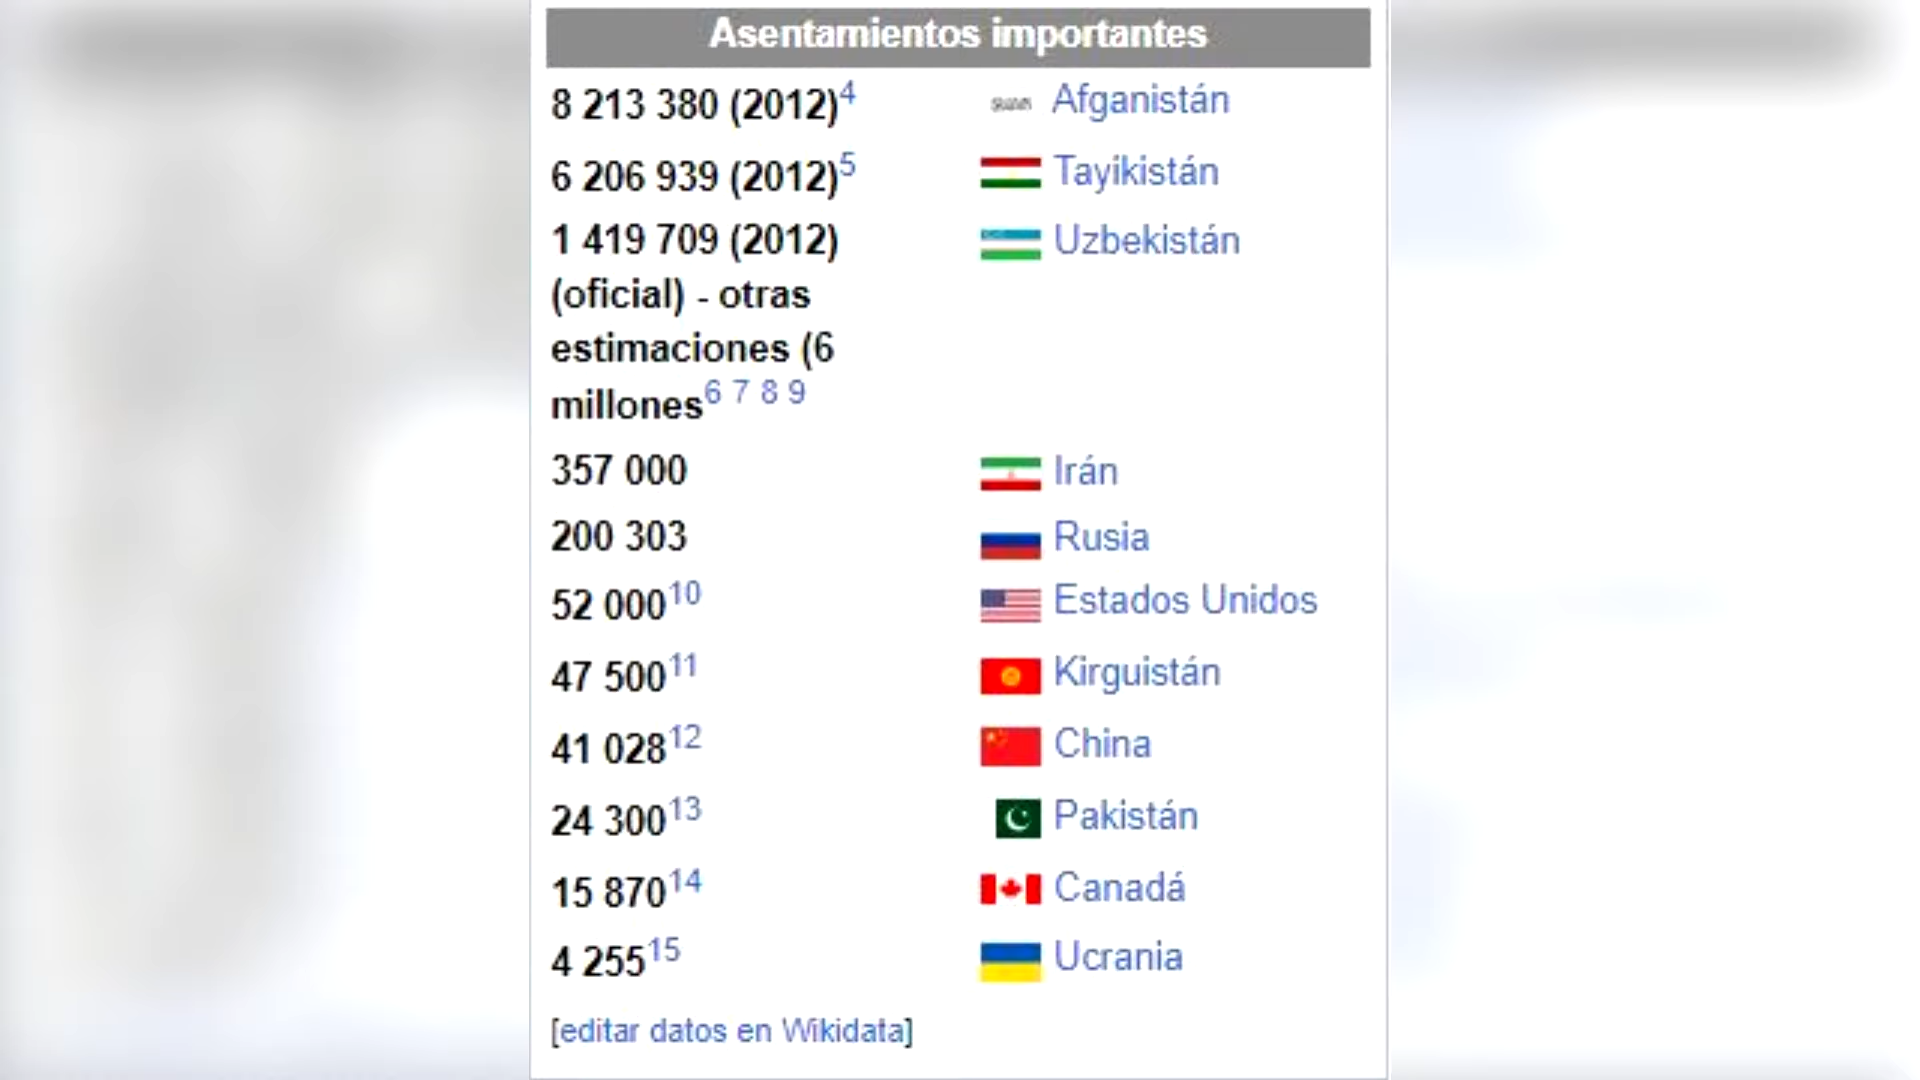 Asentamientos importantes
8 213 380 (2012)4 Afganistán
6 206 939 (2012)5 Tayikistán
1 419 709 (2012) Uzbekistán
(oficial) - otras
estimaciones (6
millones6 7 8 9
357 000 Irán
200 303 Rusia
52 00010 Estados Unidos
47 50011 Kirguistán
41 02812 China
24 30013 Pakistán
15 87014 Canadá
4 25515 Ucrania
[editar datos en Wikidata]